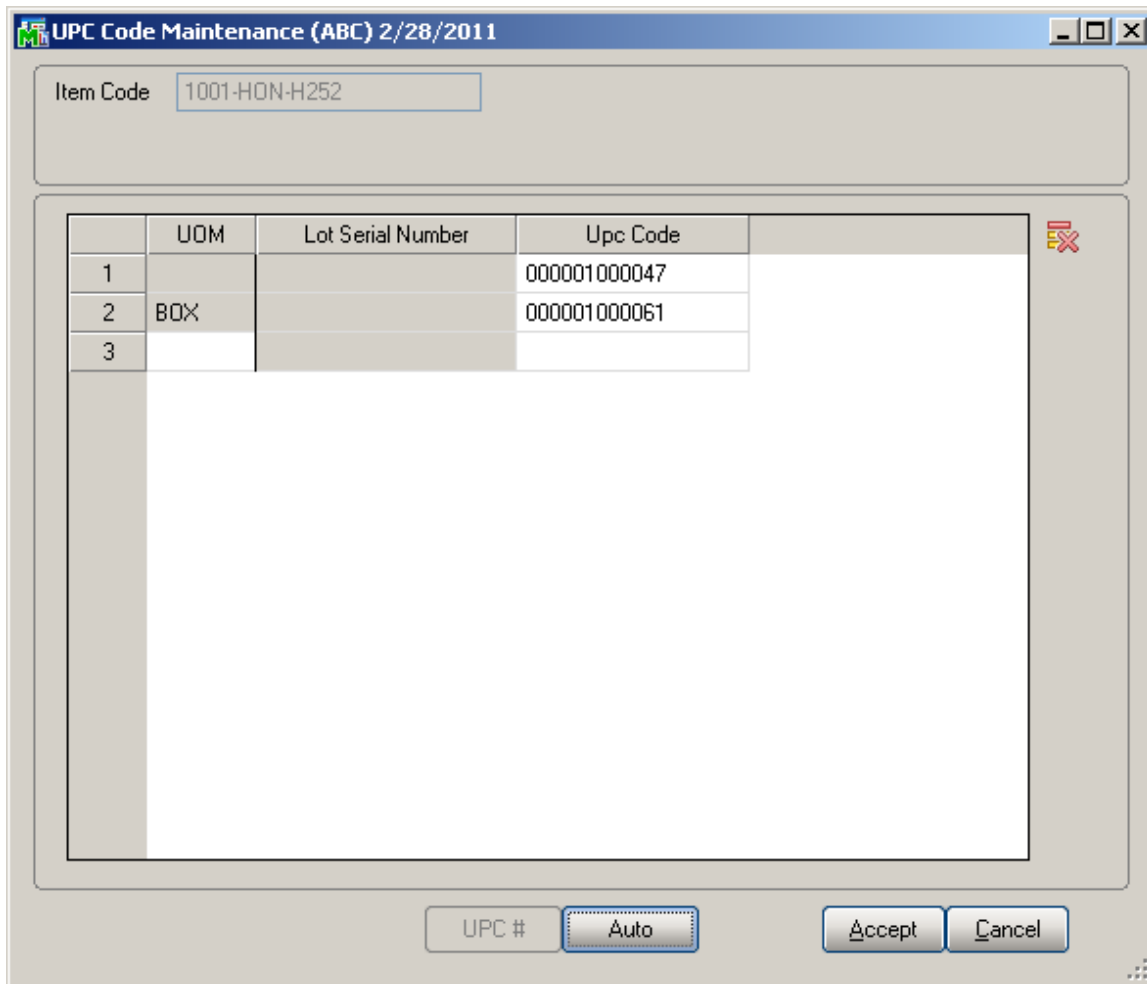 UPC Code Maintenance (ABC) 2/28/2011
Item Code 1001-HON-H252
UOM Lot Serial Number Upc Code
1 000001000047
2 BOX 000001000061
3
UPC # Auto Accept Cancel